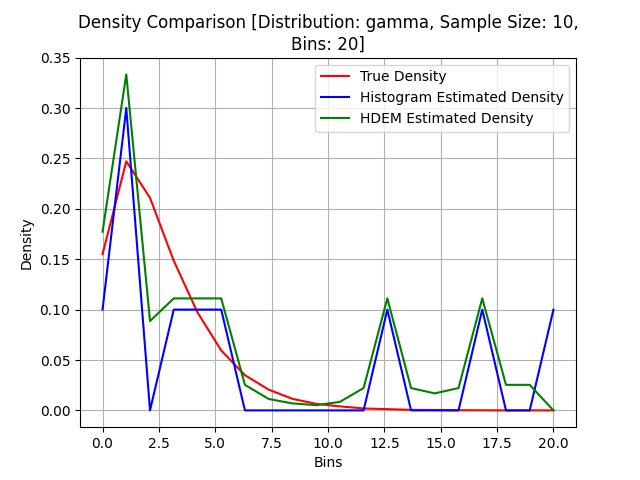 Density Comparison [Distribution: gamma, Sample Size: 10,
Bins: 20]
True Density
Histogram Estimated Density
HDEM Estimated Density
Density
0.35
0.30
0.25
0.20
0.15
0.10
0.05
0.00
0.0 2.5 5.0 7.5 10.0 12.5 15.0 17.5 20.0
Bins